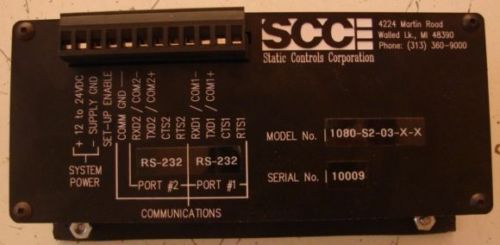 SCC
Static Controls Corporation
4224 Martin Road
Walled Lk., MI 48390
Phone: (313) 360-9000
+ 12 to 24VDC
- SUPPLY GND
SET-UP ENABLE
COMM GND
RXD2 / COM2-
TXD2 / COM2+
CTS2
RTS2
RXD1 / COM1-
TXD1 / COM1+
CTS1
RTS1
SYSTEM
POWER
RS-232 RS-232
PORT #2 PORT #1
COMMUNICATIONS
MODEL No. 1080-S2-03-X-X
SERIAL No. 10009